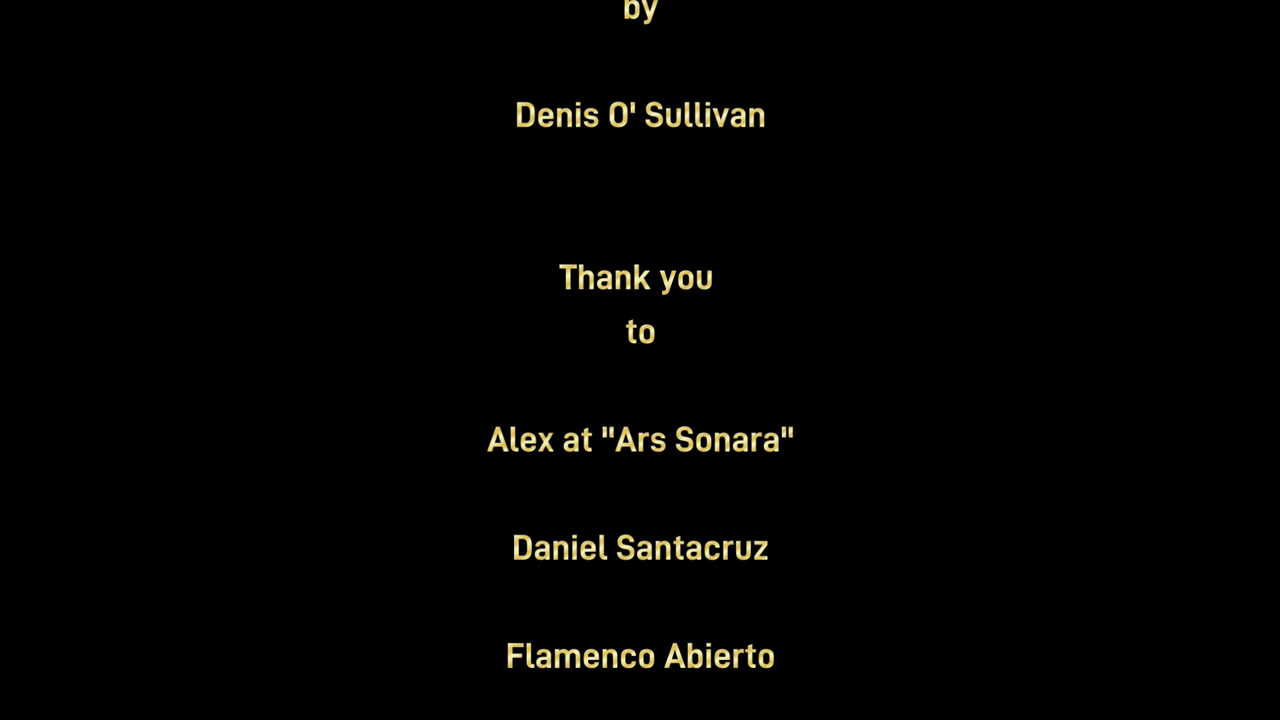 by
Denis O' Sullivan
Thank you
to
Alex at "Ars Sonara"
Daniel Santacruz
Flamenco Abierto